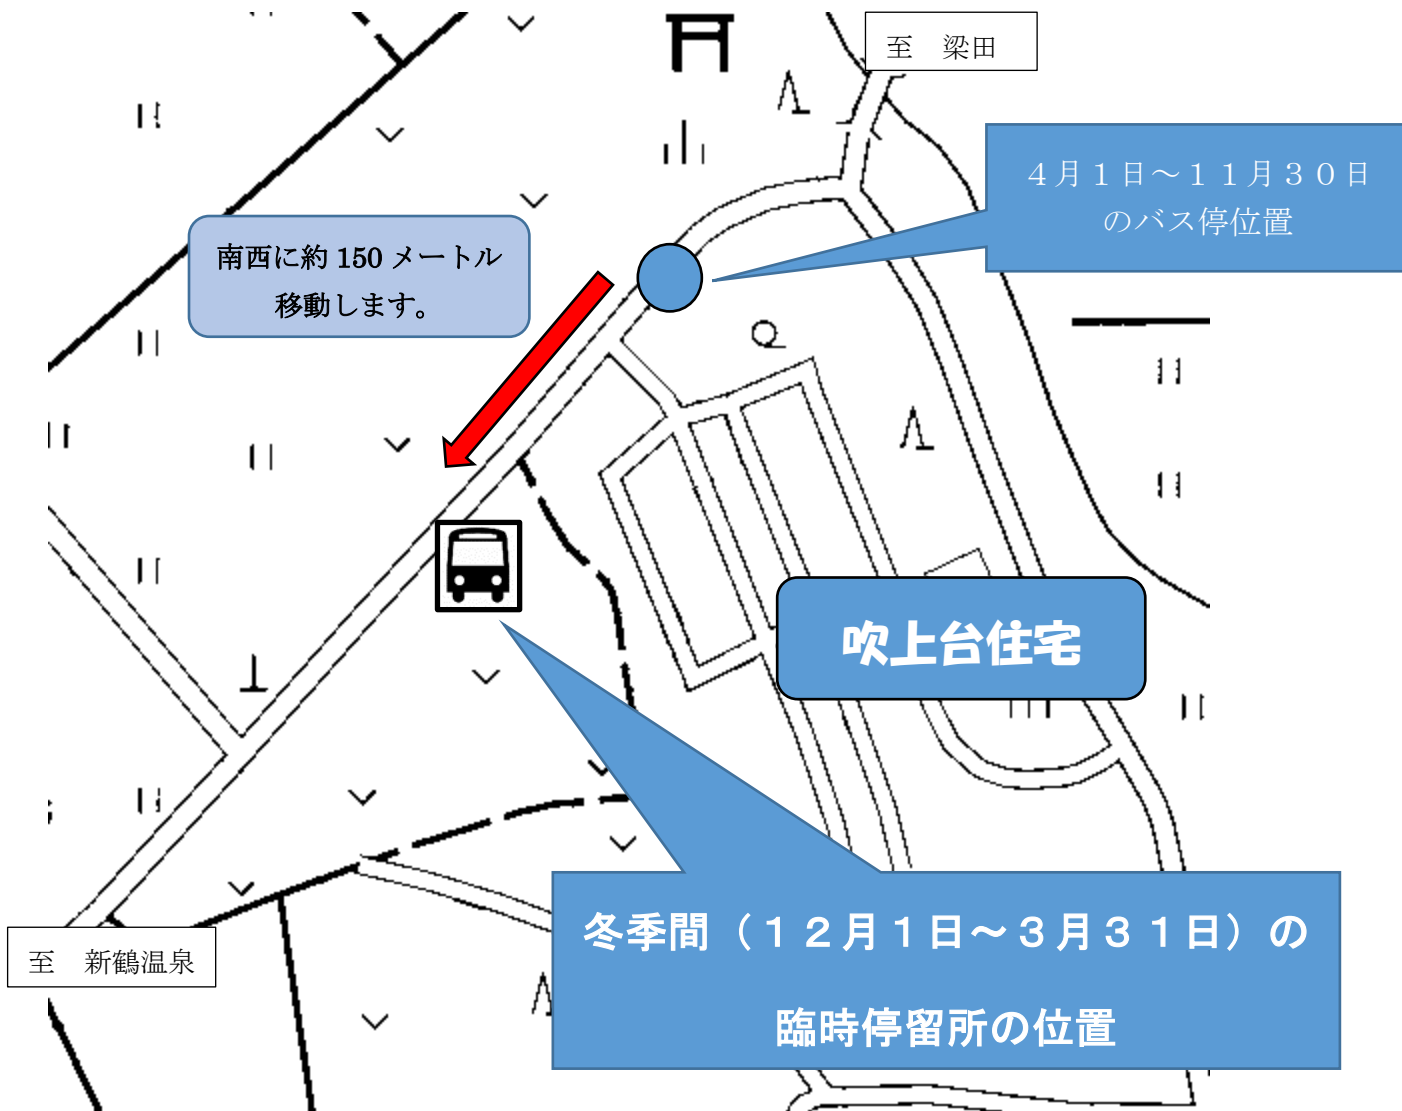 至　梁田
４月１日～１１月３０日
のバス停位置
南西に約 150 メートル
移動します。
吹上台住宅
冬季間（１２月１日～３月３１日）の
臨時停留所の位置
至　新鶴温泉